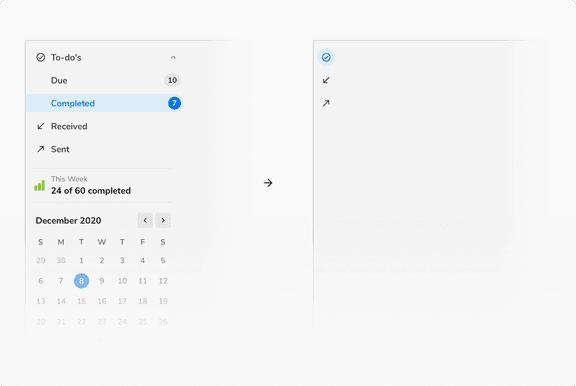 To-do's
Due 10
Completed 7
Received
Sent
This Week
24 of 60 completed
December 2020
S M T W T F S
29 30 1 2 3 4 5
6 7 8 9 10 11 12
13 14 15 16 17 18 19
20 21 22 23 24 25 26